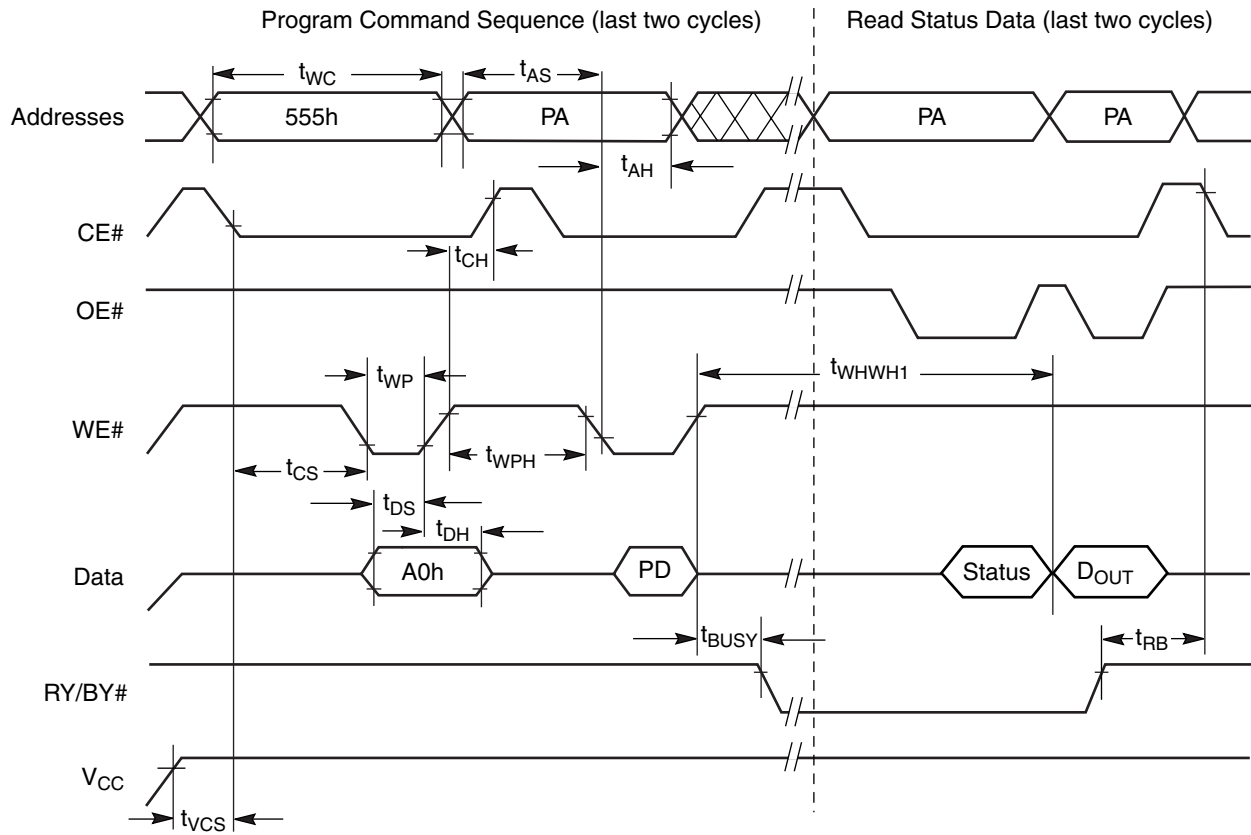 Program Command Sequence (last two cycles)
Read Status Data (last two cycles)
tWC
tAS
Addresses
555h
PA
PA
PA
tAH
CE#
tCH
OE#
tWHWH1
tWP
WE#
tWPH
tCS
tDS
tDH
Data
A0h
PD
Status
DOUT
tBUSY
tRB
RY/BY#
VCC
tVCS